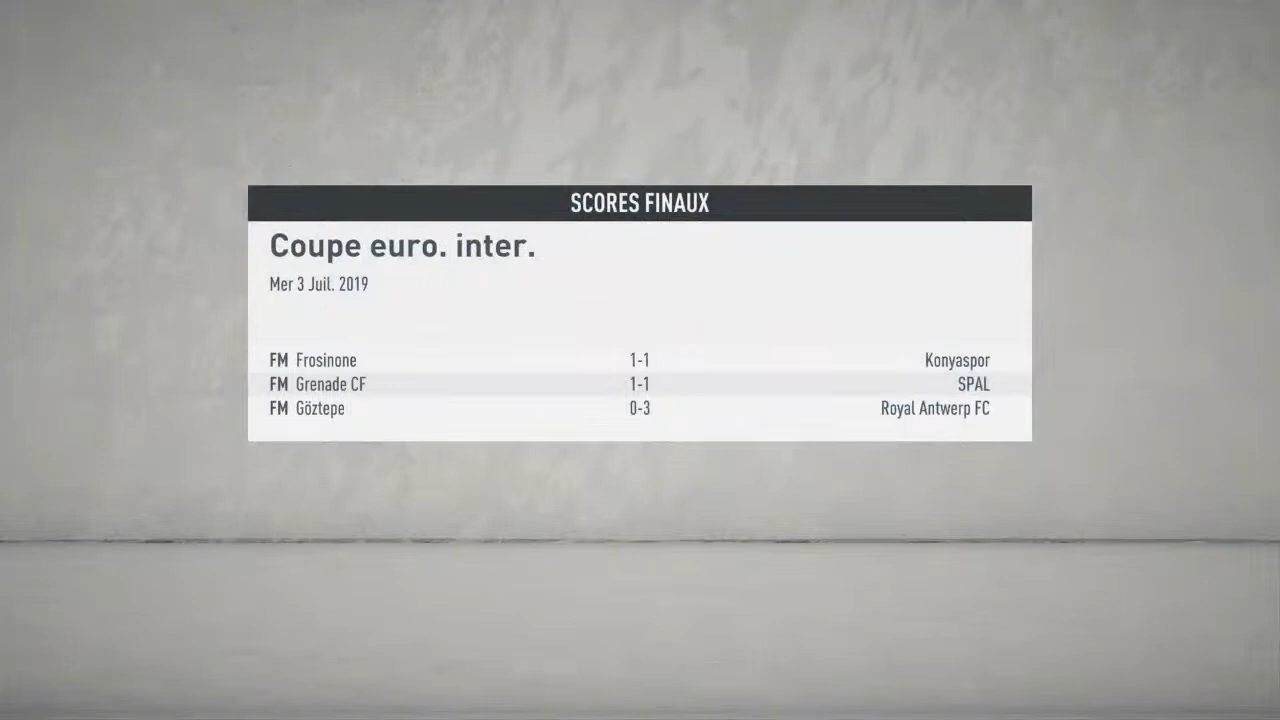 SCORES FINAUX
Coupe euro. inter.
Mer 3 Juil. 2019
FM Frosinone 1-1 Konyaspor
FM Grenade CF 1-1 SPAL
FM Göztepe 0-3 Royal Antwerp FC